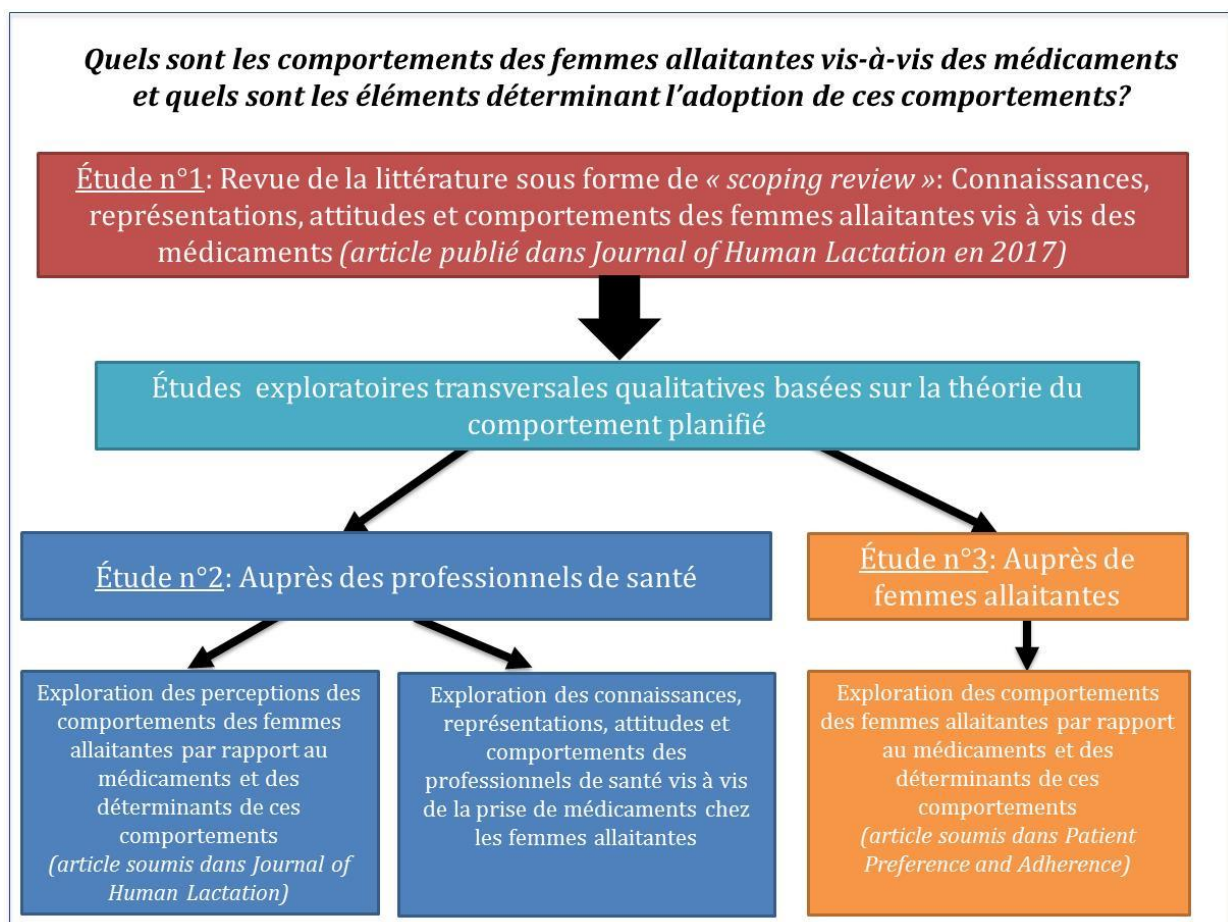 Quels sont les comportements des femmes allaitantes vis-à-vis des médicaments
et quels sont les éléments déterminant l’adoption de ces comportements?
Étude n°1: Revue de la littérature sous forme de « scoping review »: Connaissances,
représentations, attitudes et comportements des femmes allaitantes vis à vis des
médicaments (article publié dans Journal of Human Lactation en 2017)
Études exploratoires transversales qualitatives basées sur la théorie du
comportement planifié
Étude n°2: Auprès des professionnels de santé
Étude n°3: Auprès de
femmes allaitantes
Exploration des perceptions des
comportements des femmes
allaitantes par rapport au
médicaments et des
déterminants de ces
comportements
(article soumis dans Journal of
Human Lactation)
Exploration des connaissances,
représentations, attitudes et
comportements des
professionnels de santé vis à vis
de la prise de médicaments chez
les femmes allaitantes
Exploration des comportements
des femmes allaitantes par rapport
au médicaments et des
déterminants de ces
comportements
(article soumis dans Patient
Preference and Adherence)